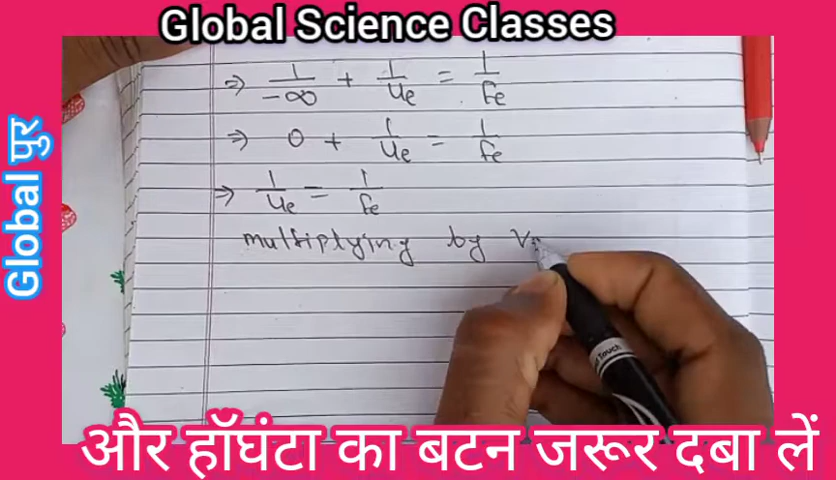 Global Science Classes
Global पुर
⇒ 1/-∞ + 1/ue = 1/fe
⇒ 0 + 1/ue = 1/fe
⇒ 1/ue = 1/fe
multiplying by V
Touch
और हॉघंटा का बटन जरूर दबा लें